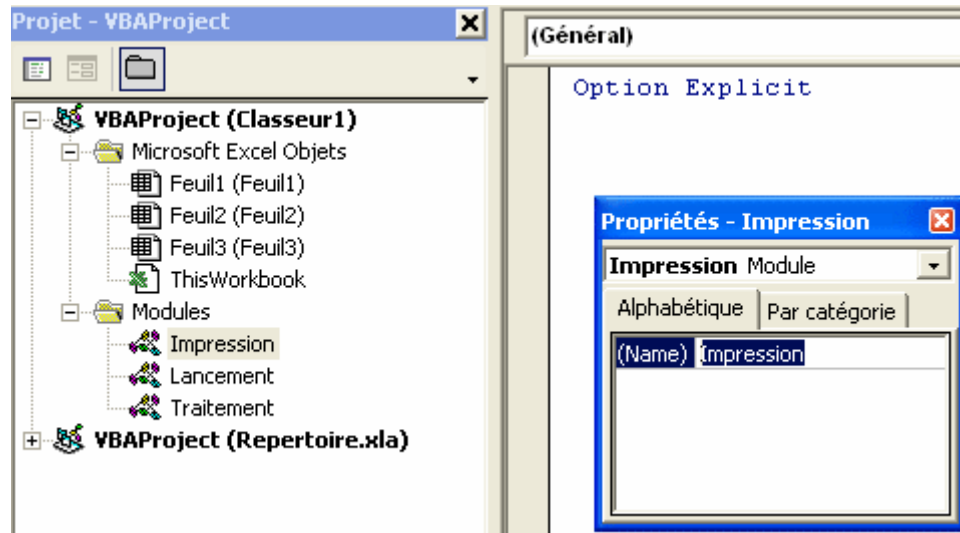 Projet - VBAProject
VBAProject (Classeur1)
Microsoft Excel Objets
Feuil1 (Feuil1)
Feuil2 (Feuil2)
Feuil3 (Feuil3)
ThisWorkbook
Modules
Impression
Lancement
Traitement
VBAProject (Repertoire.xla)
(Général)
Option Explicit
Propriétés - Impression
Impression Module
Alphabétique Par catégorie
(Name) Impression